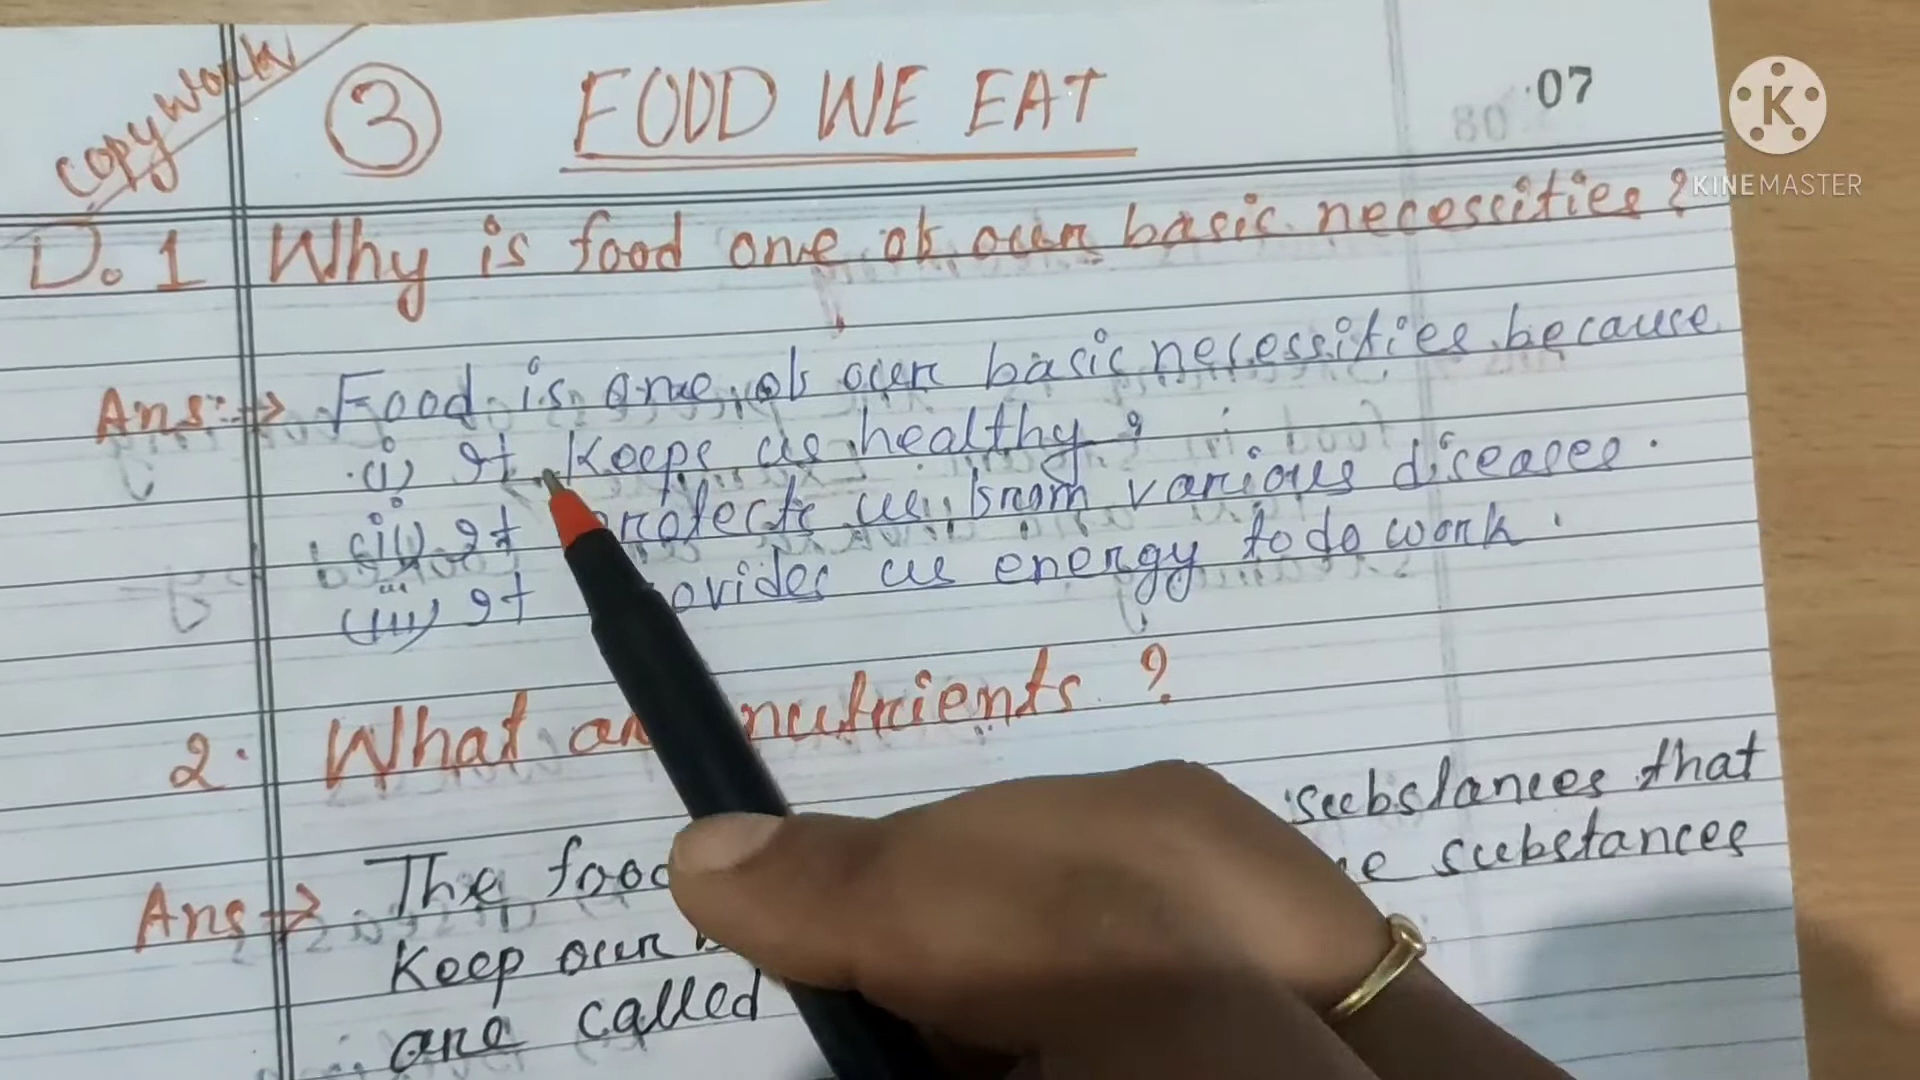 copywork
3 FOOD WE EAT
07
KINEMASTER
D. 1 Why is food one of our basic necessities?
Ans:→ Food is one of our basic necessities because
(i) It keeps us healthy,
(ii) It protects us from various diseases.
(iii) It provides us energy to do work.
2. What are nutrients?
Ans→ The food substances that
Keep our substances
are called